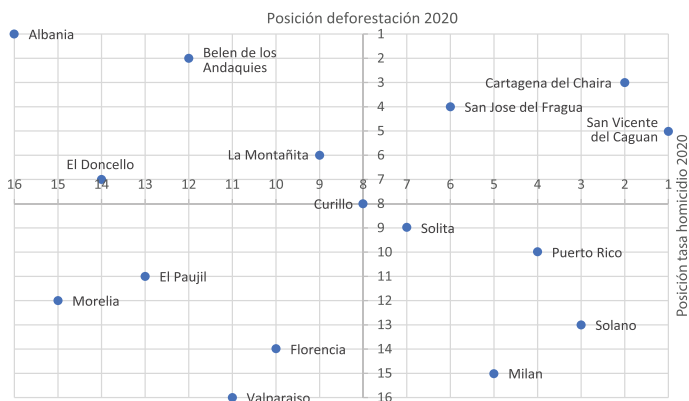 Posición deforestación 2020
Albania
1
Belen de los
Andaquies
2
Cartagena del Chaira
3
4
San Jose del Fragua
San Vicente
del Caguan
5
La Montañita
6
El Doncello
16 15 14 13 12 11 10 9 8 7 6 5 4 3 2 1
7
Curillo
8
9
Solita
10
Puerto Rico
El Paujil
11
Morelia
12
13
Solano
Florencia
14
15
Milan
Valparaiso
16
Posición tasa homicidio 2020